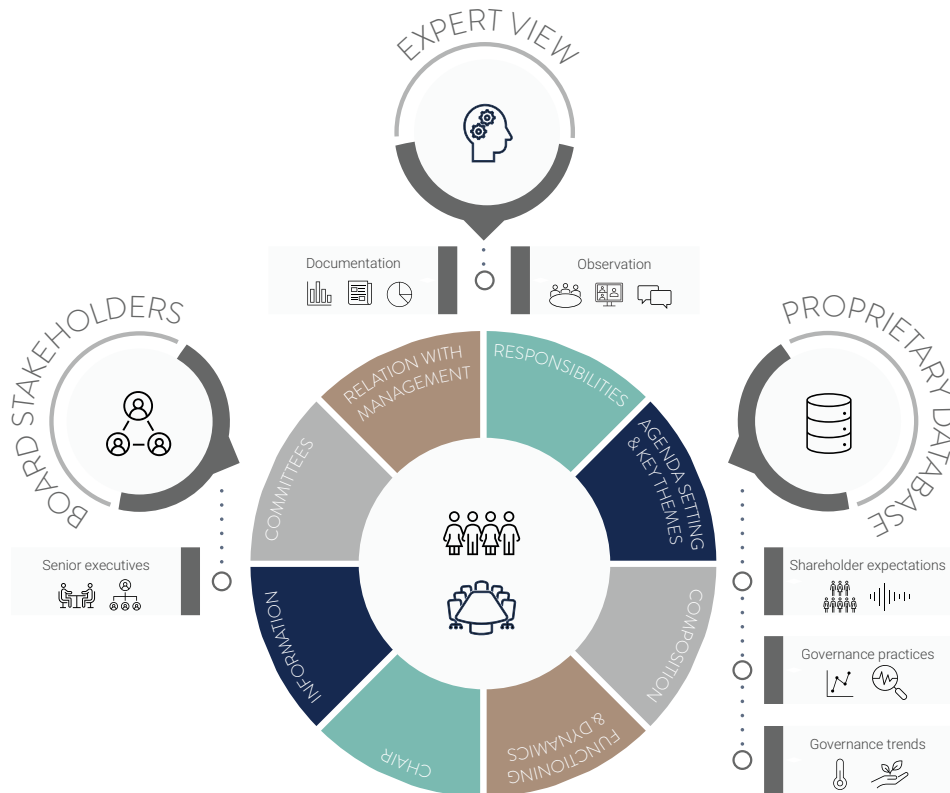 EXPERT VIEW
Documentation
Observation
BOARD STAKEHOLDERS
PROPRIETARY DATABASE
RELATION WITH
MANAGEMENT
RESPONSIBILITIES
COMMITTEES
AGENDA SETTING
& KEY THEMES
Senior executives
Shareholder expectations
INFORMATION
COMPOSITION
Governance practices
CHAIR
FUNCTIONING
& DYNAMICS
Governance trends